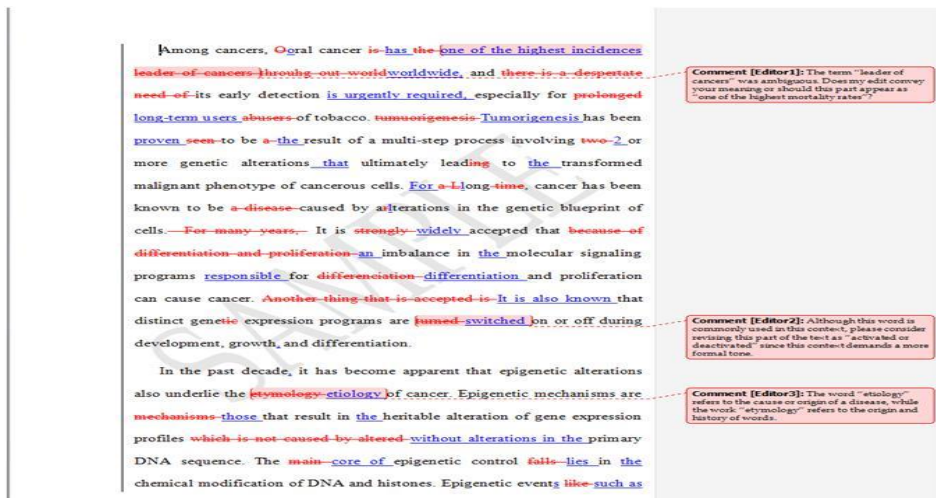 Among cancers, Ooral cancer is has the one of the highest incidences
leader of cancers throuhg out worldworldwide, and there is a despertate
need of its early detection is urgently required, especially for prolonged
long-term users abusers of tobacco. tumuorigenesis Tumorigenesis has been
proven seen to be a the result of a multi-step process involving two 2 or
more genetic alterations that ultimately leading to the transformed
malignant phenotype of cancerous cells. For a Llong time, cancer has been
known to be a disease caused by arlterations in the genetic blueprint of
cells. For many years, It is strongly widely accepted that because of
differentiation and proliferation an imbalance in the molecular signaling
programs responsible for differenciation differentiation and proliferation
can cause cancer. Another thing that is accepted is It is also known that
distinct genetic expression programs are turned switched on or off during
development, growth, and differentiation.
In the past decade, it has become apparent that epigenetic alterations
also underlie the etymology etiology of cancer. Epigenetic mechanisms are
mechanisms those that result in the heritable alteration of gene expression
profiles which is not caused by altered without alterations in the primary
DNA sequence. The main core of epigenetic control falls lies in the
chemical modification of DNA and histones. Epigenetic events like such as
Comment [Editor1]: The term "leader of
cancers" was ambiguous. Does my edit convey
your meaning or should this part appear as
"one of the highest mortality rates"?
Comment [Editor2]: Although this word is
commonly used in this context, please consider
revising this part of the text as "activated or
deactivated" since this context demands a more
formal tone.
Comment [Editor3]: The word "etiology"
refers to the cause or origin of a disease, while
the work "etymology" refers to the origin and
history of words.
SAMPLE